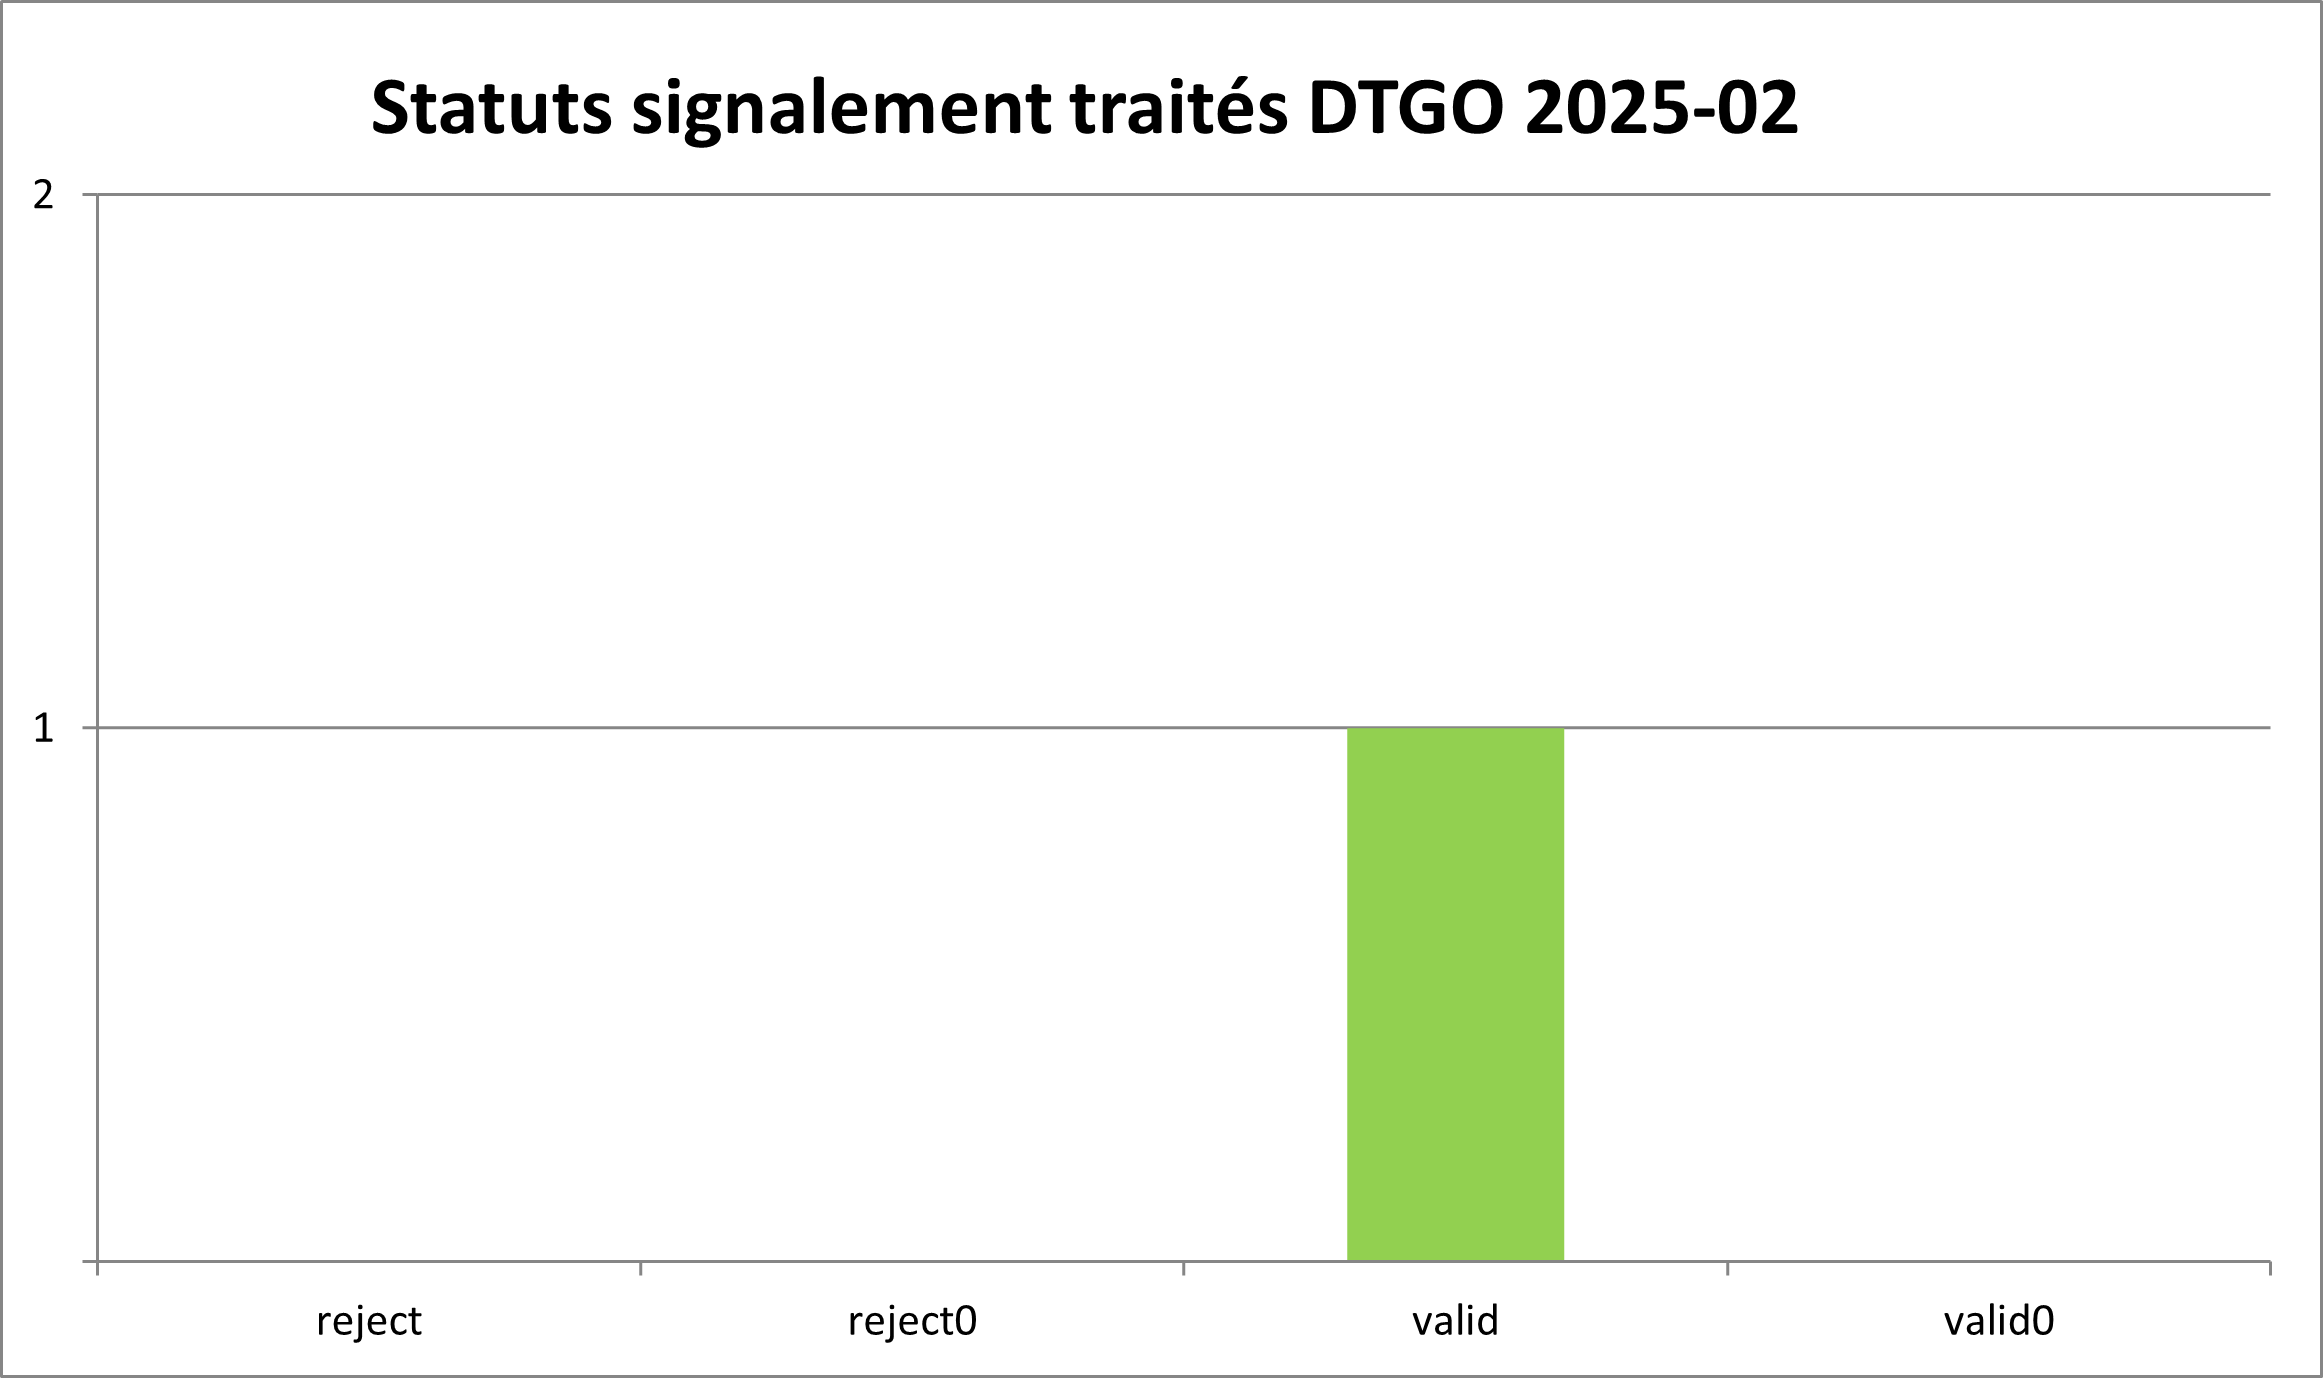 Statuts signalement traités DTGO 2025-02
2
1
reject reject0 valid valid0